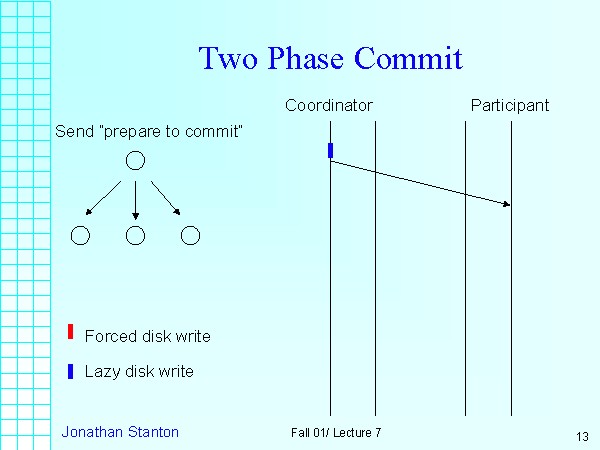 Two Phase Commit
Coordinator
Participant
Send "prepare to commit"
Forced disk write
Lazy disk write
Jonathan Stanton
Fall 01/ Lecture 7
13